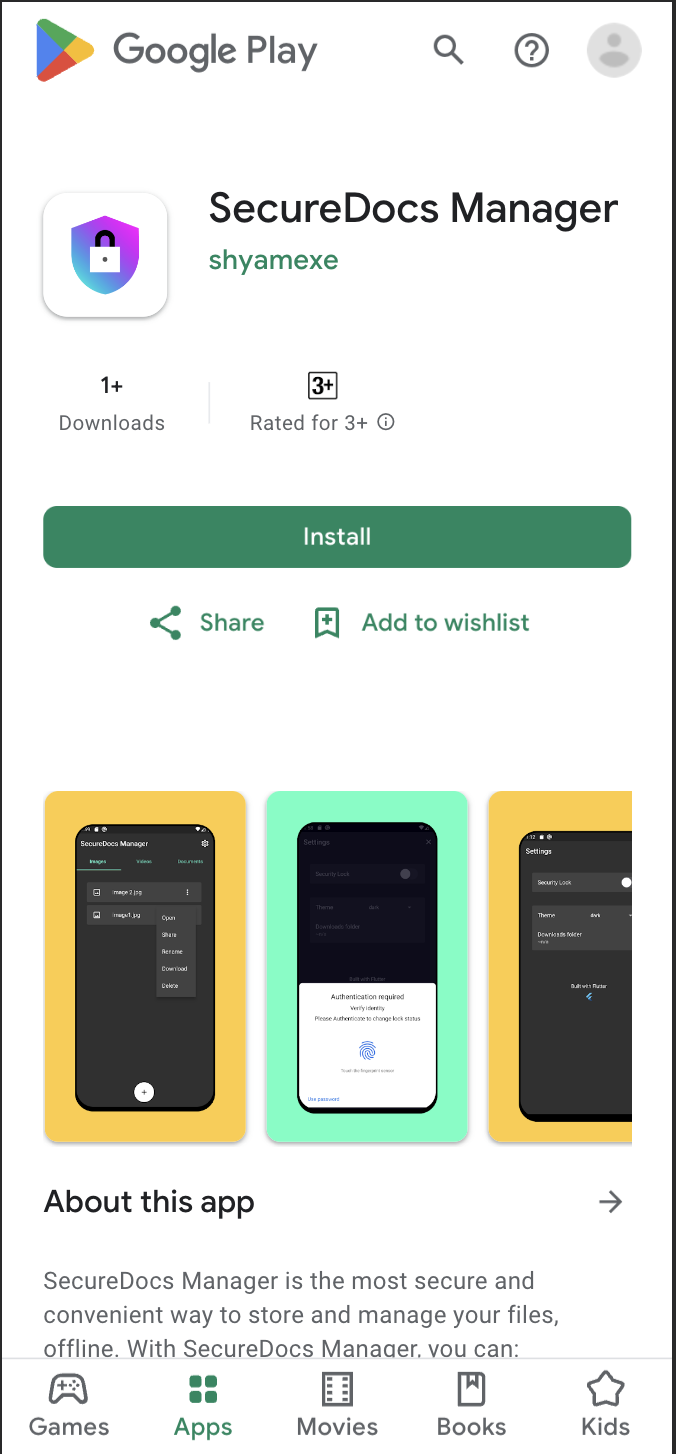 Google Play
SecureDocs Manager
shyamexe
1+
Downloads
3+
Rated for 3+
Install
Share
Add to wishlist
SecureDocs Manager
Images Videos Documents
Image 2.jpg
Image1.jpg
Open
Share
Rename
Download
Delete
Settings
Security Lock
Theme dark
Downloads folder
Built with Flutter
Authentication required
Verify identity
Please Authenticate to change lock status
Touch the fingerprint sensor
Use password
Settings
Security Lock
Theme dark
Downloads folder
Built with Flutter
About this app
SecureDocs Manager is the most secure and
convenient way to store and manage your files,
offline. With SecureDocs Manager, you can:
Games Apps Movies Books Kids